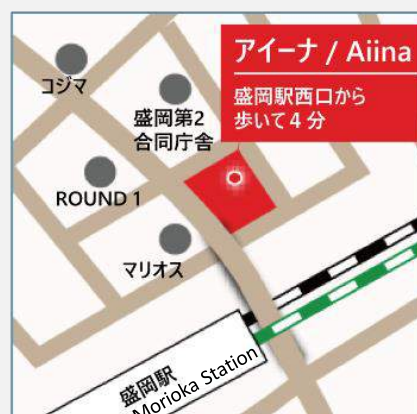 アイーナ / Aiina
盛岡駅西口から
歩いて4分
コジマ
盛岡第2
合同庁舎
ROUND 1
マリオス
盛岡駅
Morioka Station